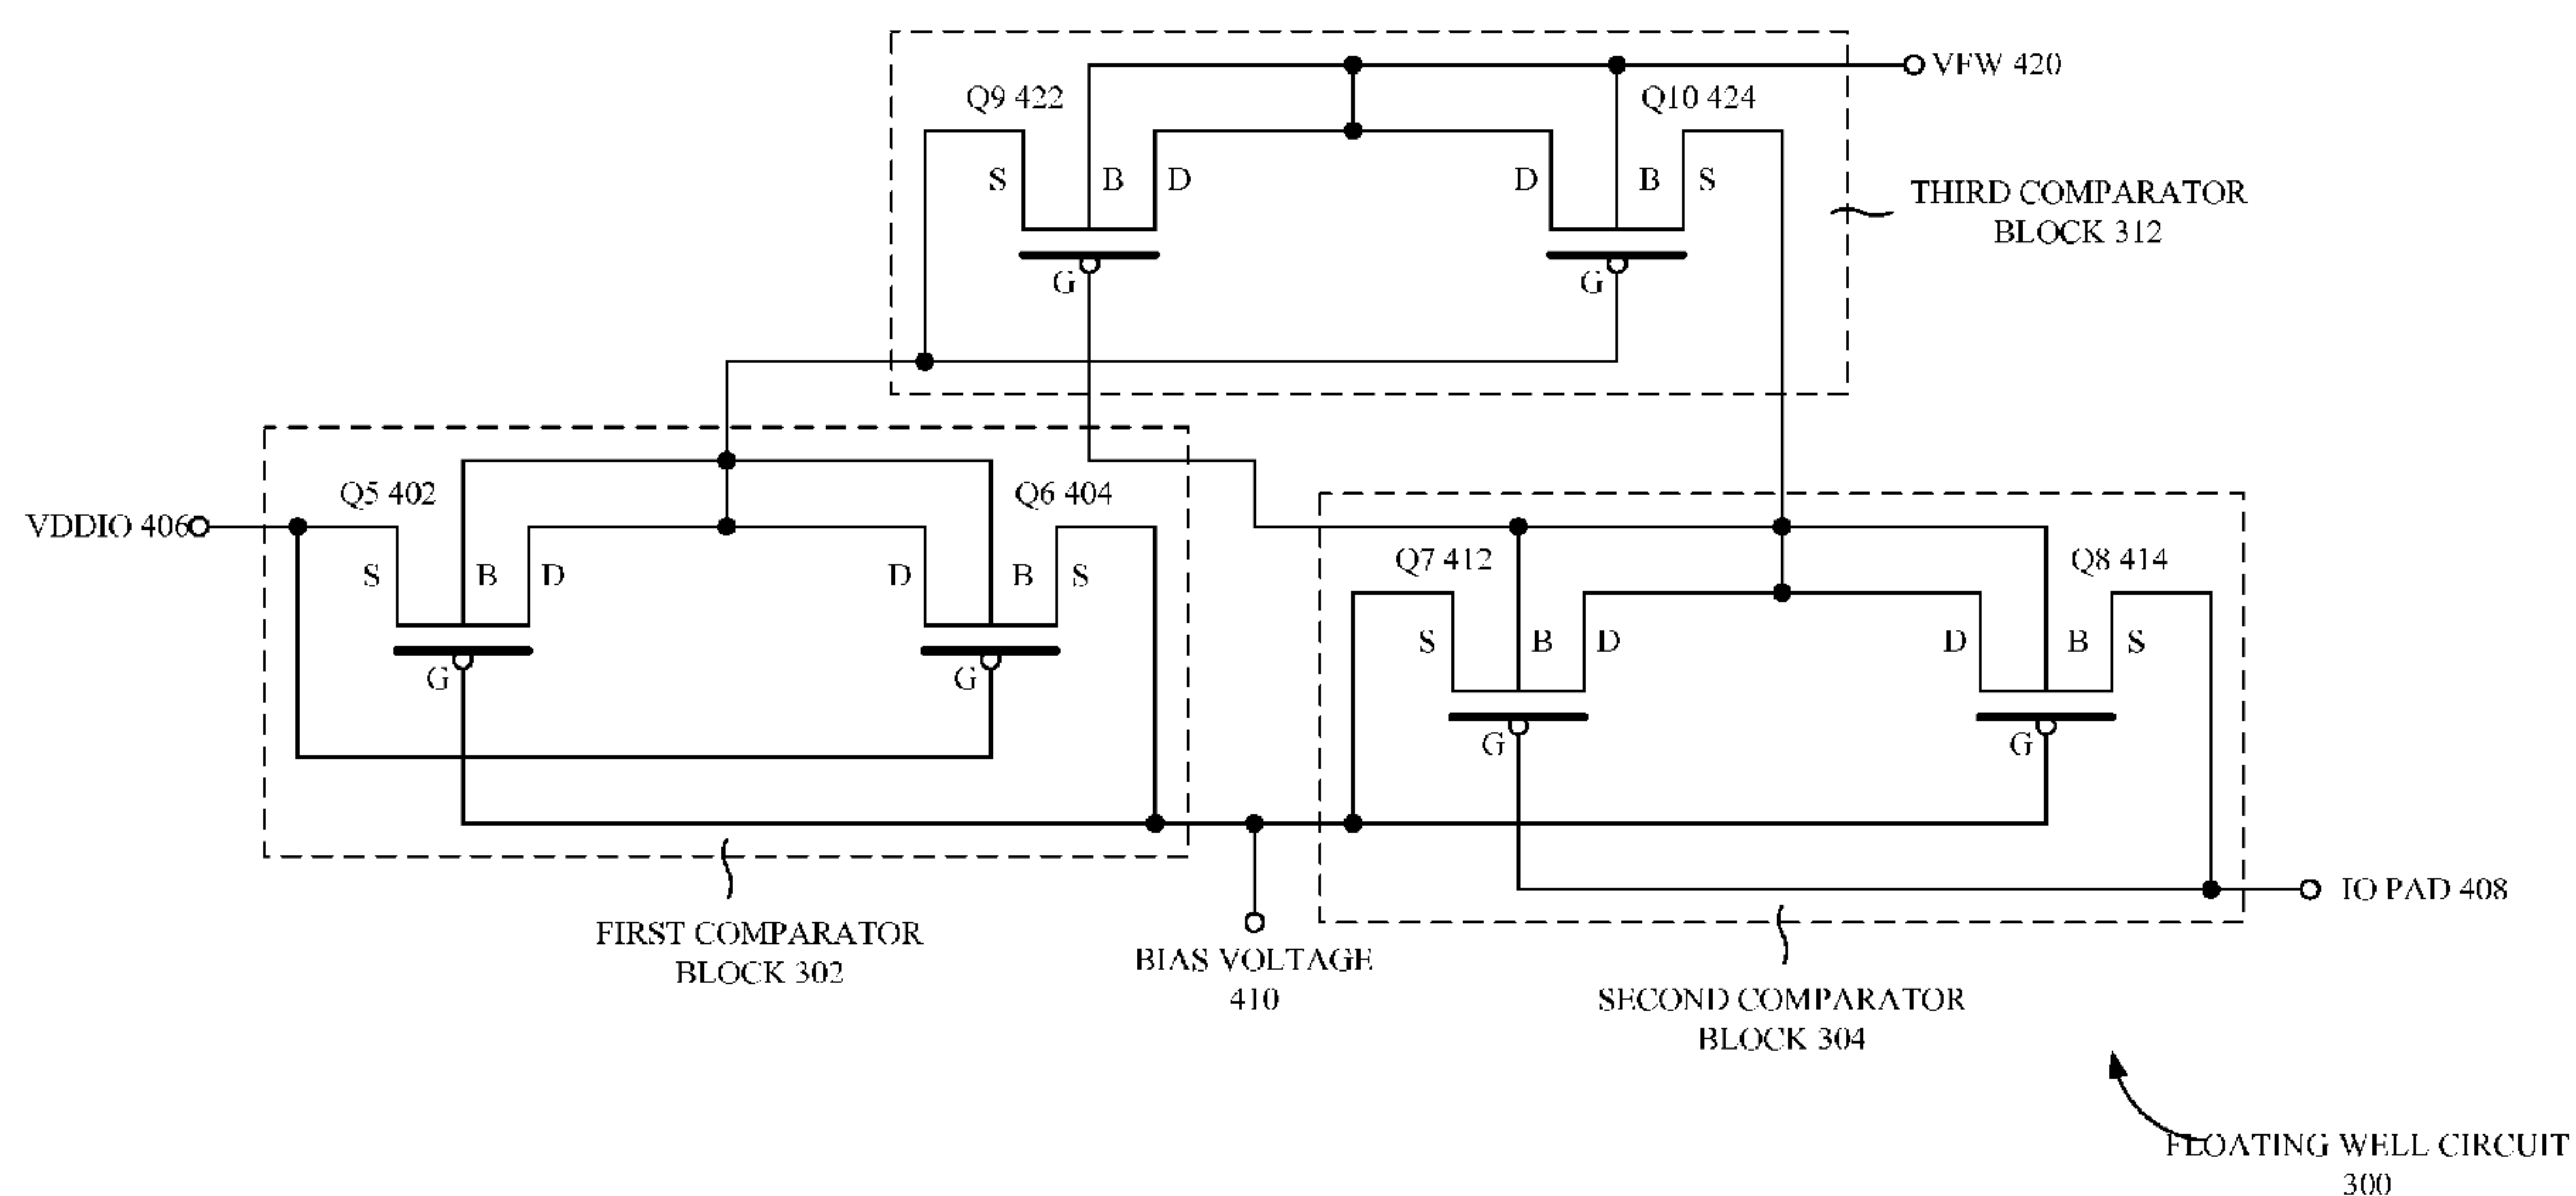 VFW 420
Q9 422
Q10 424
S B D
D B S
THIRD COMPARATOR
BLOCK 312
G
G
Q5 402
Q6 404
VDDIO 406
S B D
D B S
Q7 412
Q8 414
S B D
D B S
G
G
G
G
IO PAD 408
FIRST COMPARATOR
BLOCK 302
BIAS VOLTAGE
410
SECOND COMPARATOR
BLOCK 304
FLOATING WELL CIRCUIT
300